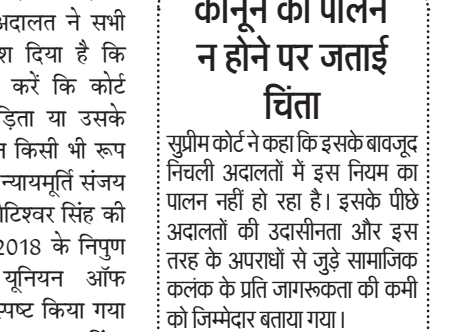 अदालत ने सभी
दिया है कि
करें कि कोर्ट
या उसके
किसी भी रूप
न्यायमूर्ति संजय
सिंह की
2018 के निपुण
यूनियन ऑफ
किया गया
कानून का पालन
न होने पर जताई
चिंता
सुप्रीम कोर्ट ने कहा कि इसके बावजूद
निचली अदालतों में इस नियम का
पालन नहीं हो रहा है। इसके पीछे
अदालतों की उदासीनता और इस
तरह के अपराधों से जुड़े सामाजिक
कलंक के प्रति जागरूकता की कमी
को जिम्मेदार बताया गया।